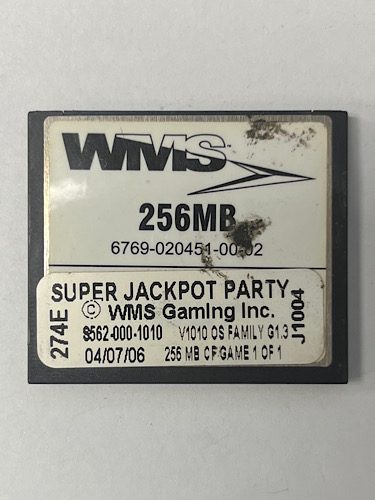 WMS
256MB
6769-020451-00-02
SUPER JACKPOT PARTY
© WMS Gaming Inc.
S562-000-1010 V1010 OS FAMILY G1.3
04/07/06 256 MB CF GAME 1 OF 1
274E
J1004